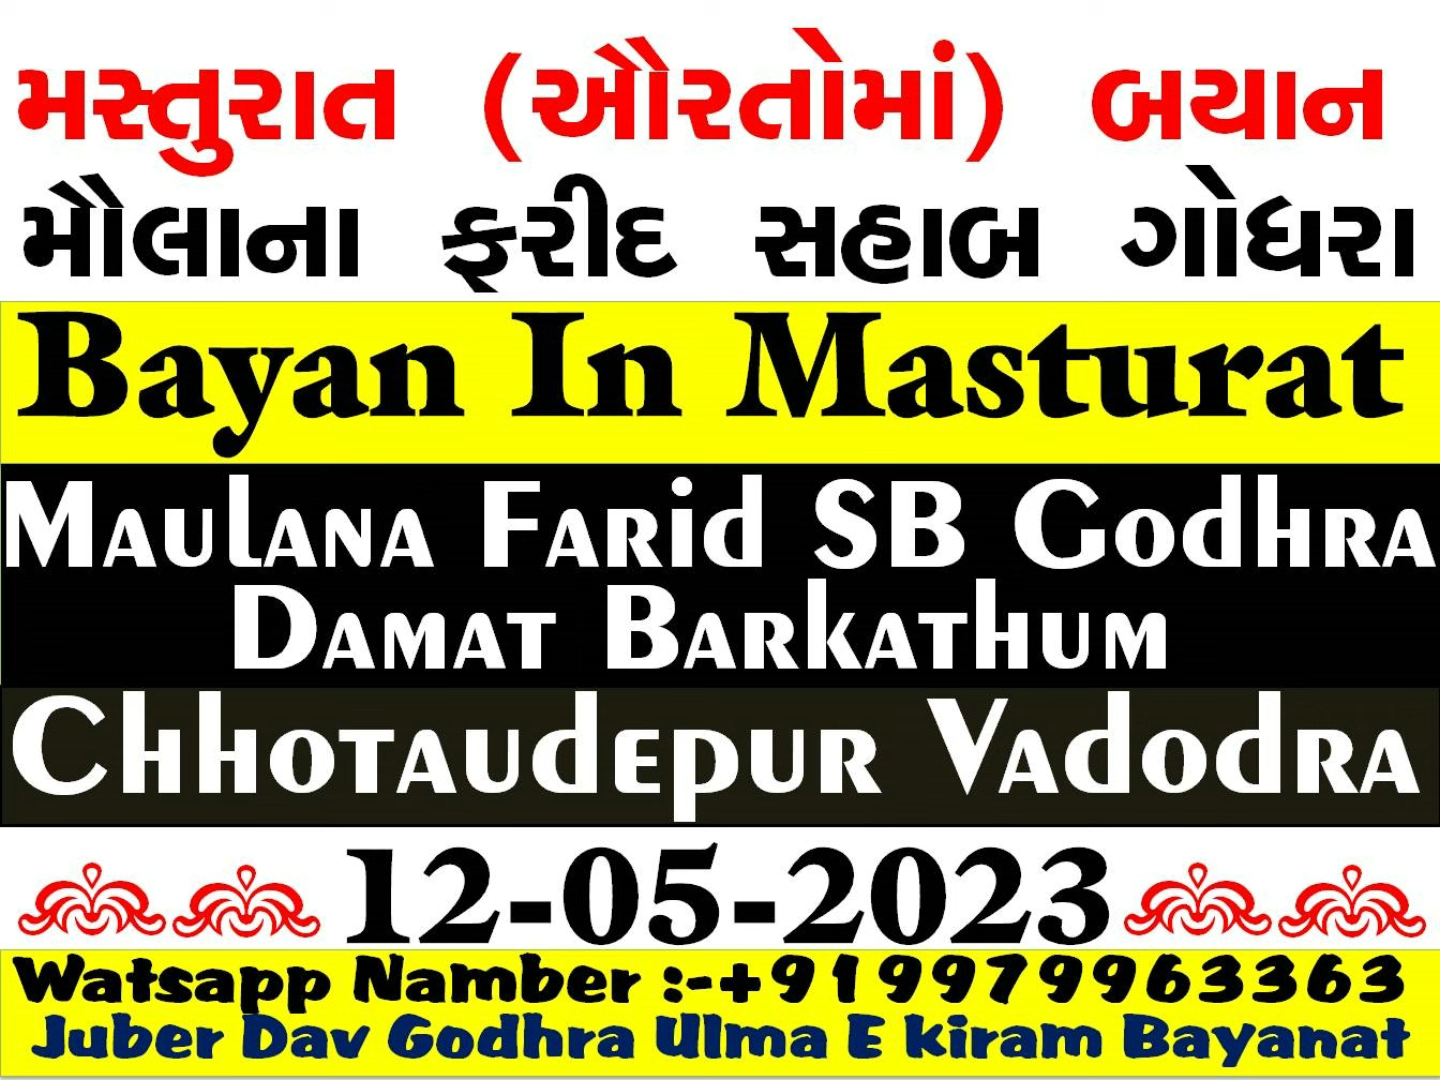 મસ્તુરાત (ઔરતોમાં) બયાન
મૌલાના ફરીદ સહાબ ગોધરા
Bayan In Masturat
Maulana Farid SB Godhra
Damat Barkathum
Chhotaudepur Vadodra
12-05-2023
Watsapp Namber :-+919979963363
Juber Dav Godhra Ulma E kiram Bayanat